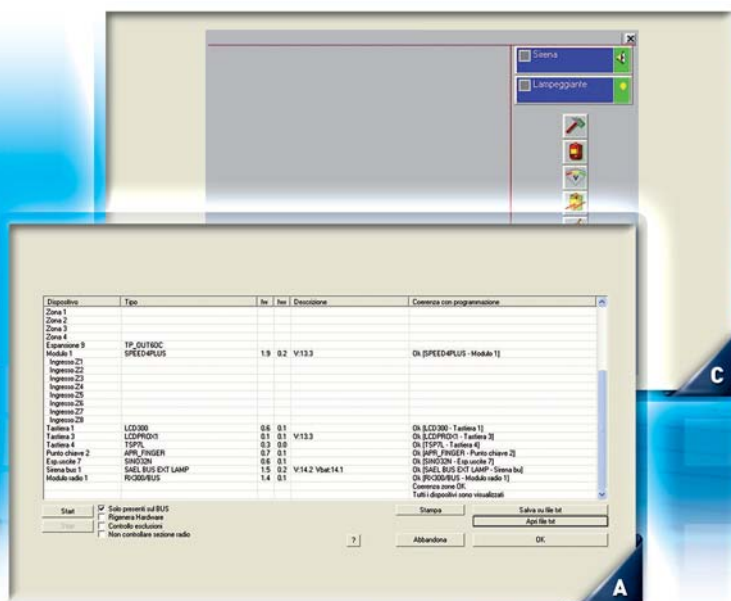 Sirena
Lampeggiante
C
Dispositivo Tipo hw hw Descrizione Coerenza con programmazione
Zona 1
Zona 2
Zona 3
Zona 4
Espansione 9 TP_OUT6OC
Modulo 1 SPEED4PLUS 1.9 0.2 V:13.3 Ok [SPEED4PLUS - Modulo 1]
Ingresso Z1
Ingresso Z2
Ingresso Z3
Ingresso Z4
Ingresso Z5
Ingresso Z6
Ingresso Z7
Ingresso Z8
Tastiera 1 LCD300 0.6 0.1 Ok [LCD300 - Tastiera 1]
Tastiera 3 LCDPROX1 0.1 0.1 V:13.3 Ok [LCDPROX1 - Tastiera 3]
Tastiera 4 TSP7L 0.3 0.0 Ok [TSP7L - Tastiera 4]
Punto chiave 2 APR_FINGER 0.7 0.1 Ok [APR_FINGER - Punto chiave 2]
Esp.uscite 7 SINO32N 0.6 0.1 Ok [SINO32N - Esp.uscite 7]
Sirena bus 1 SAEL BUS EXT LAMP 1.5 0.2 V:14.2 Vbat:14.1 Ok [SAEL BUS EXT LAMP - Sirena bu]
Modulo radio 1 RX300/BUS 1.4 0.1 Ok [RX300/BUS - Modulo radio 1]
Coerenza zone OK.
Tutti i dispositivi sono visualizzati
Start Solo presenti sul BUS Stampa Salva su file txt
Rigenera Hardware Apri file txt
Stop Controllo esclusioni
Non controllare sezione radio ? Abbandona OK
A